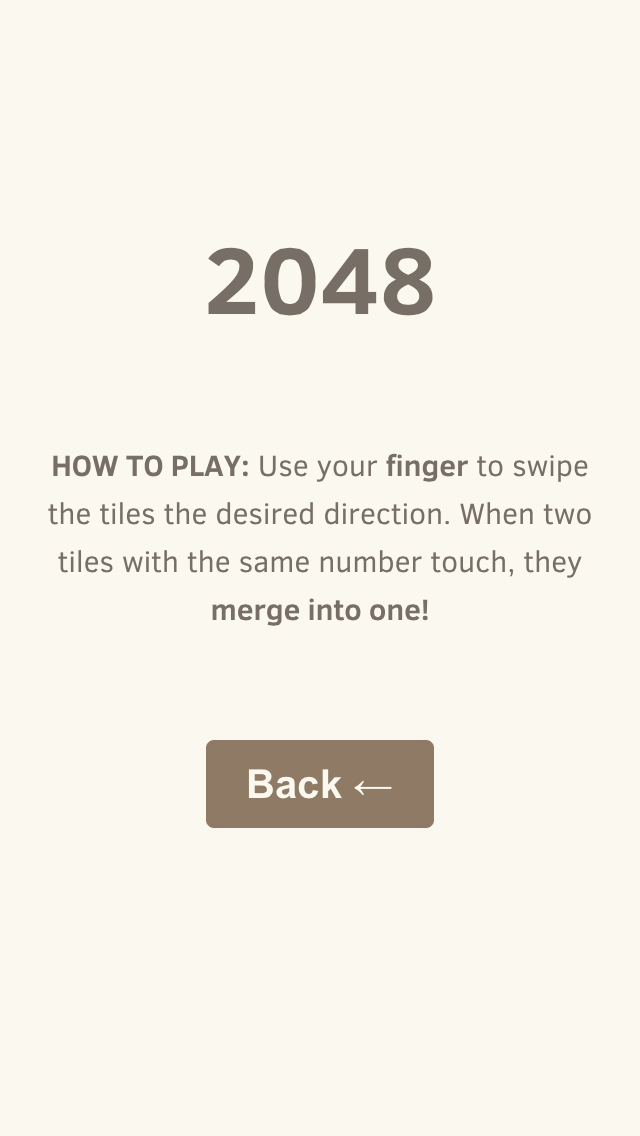 2048
HOW TO PLAY: Use your finger to swipe
the tiles the desired direction. When two
tiles with the same number touch, they
merge into one!
Back ←